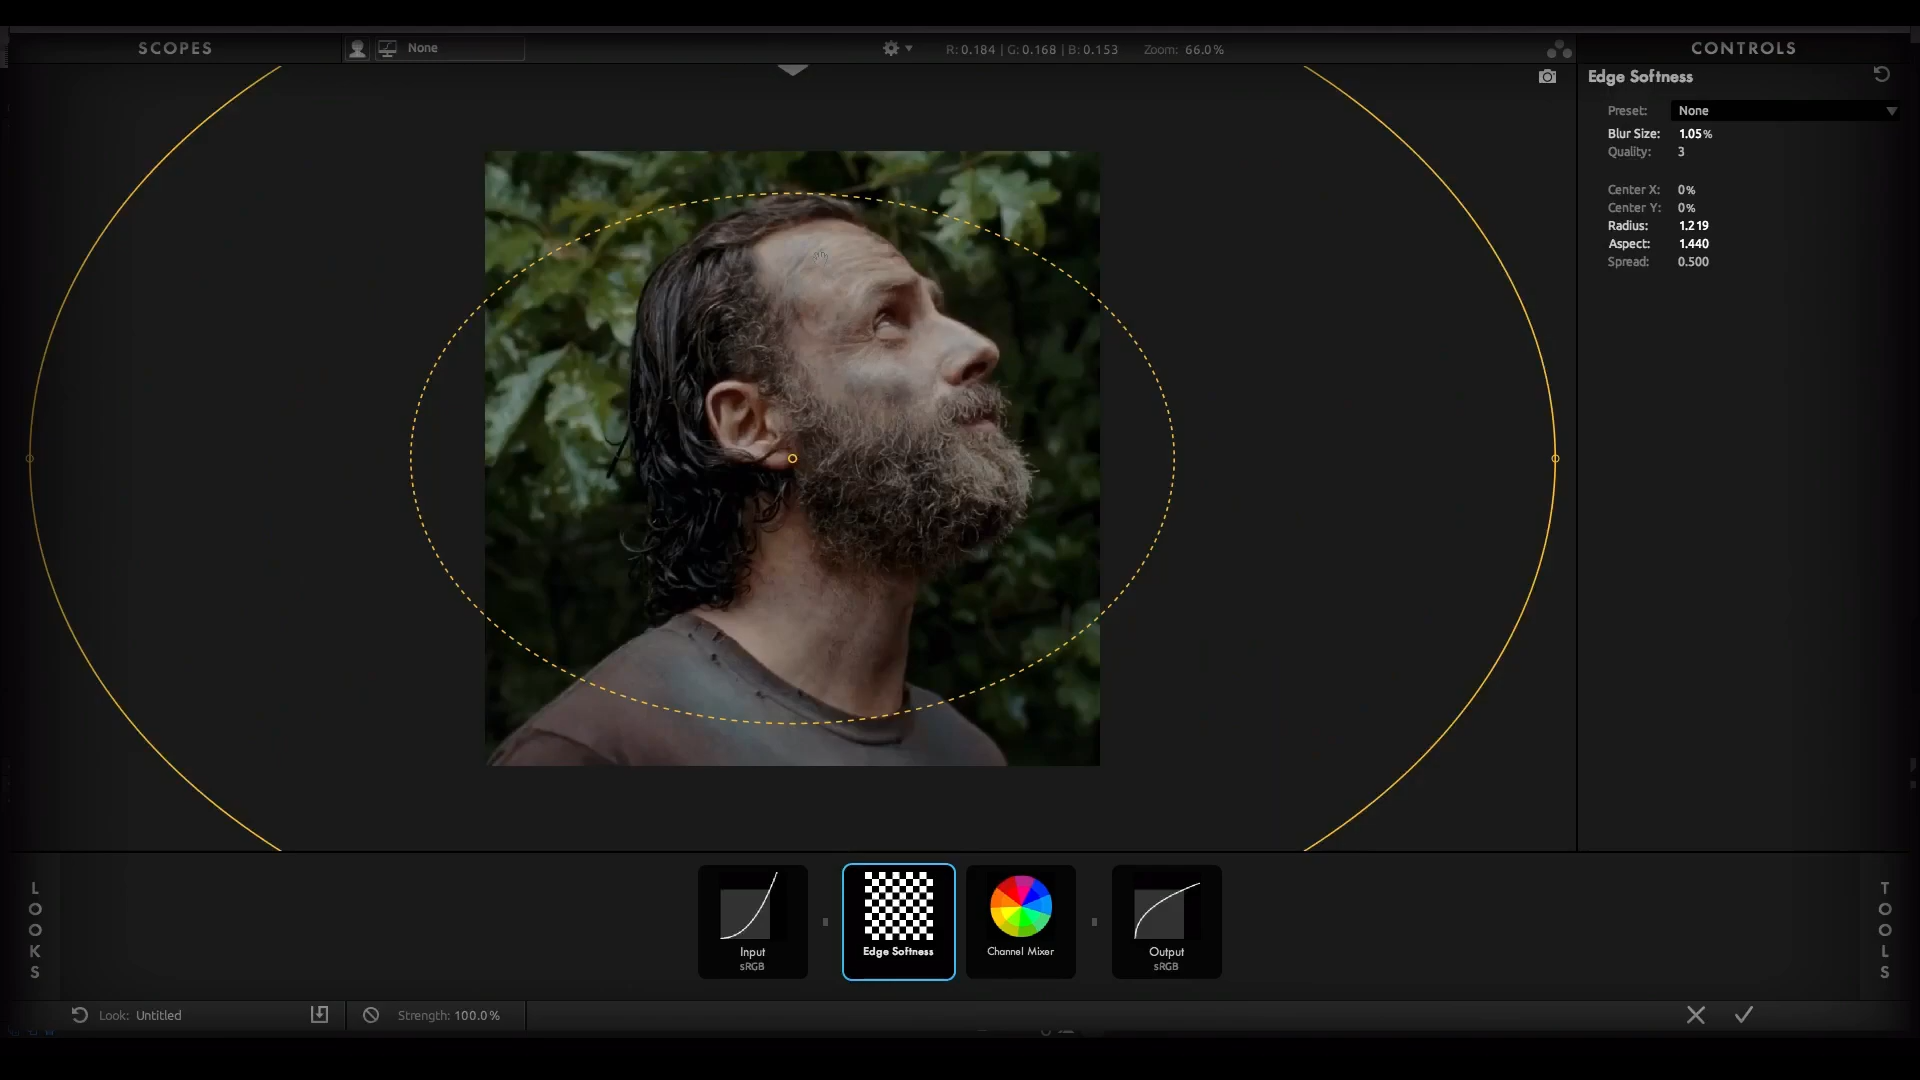 SCOPES
None
R: 0.184 | G: 0.168 | B: 0.153
Zoom: 66.0%
CONTROLS
Edge Softness
Preset: None
Blur Size: 1.05%
Quality: 3
Center X: 0%
Center Y: 0%
Radius: 1.219
Aspect: 1.440
Spread: 0.500
LOOKS
Input
sRGB
Edge Softness
Channel Mixer
Output
sRGB
TOOLS
Look: Untitled
Strength: 100.0%